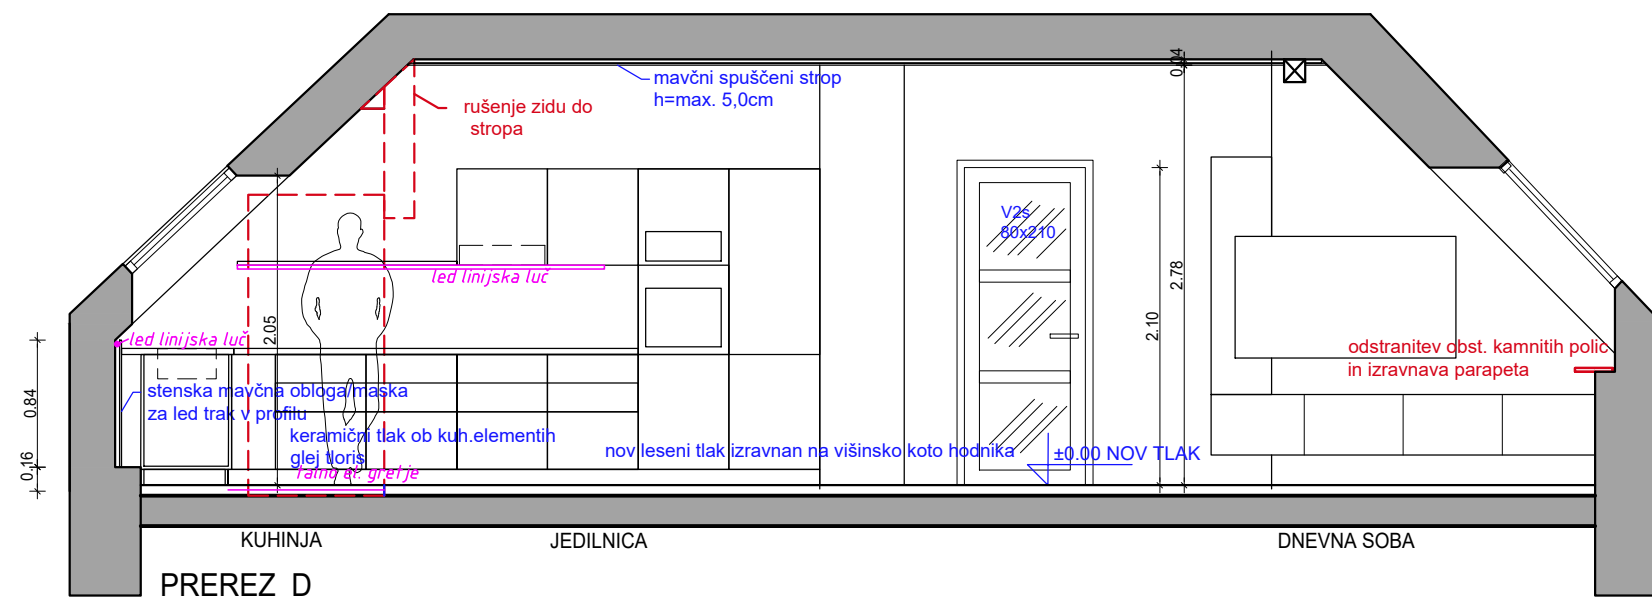 mavčni spuščeni strop
h=max. 5,0cm
0.04
rušenje zidu do
stropa
V2s
80x210
led linijska luč
2.78
2.10
2.05
led linijska luč
odstranitev obst. kamnitih polic
in izravnava parapeta
0.84
stenska mavčna obloga/maska
za led trak v profilu
keramični tlak ob kuh.elementih
glej tloris
nov leseni tlak izravnan na višinsko koto hodnika
±0.00 NOV TLAK
0.16
el. gretje
KUHINJA
JEDILNICA
DNEVNA SOBA
PREREZ D